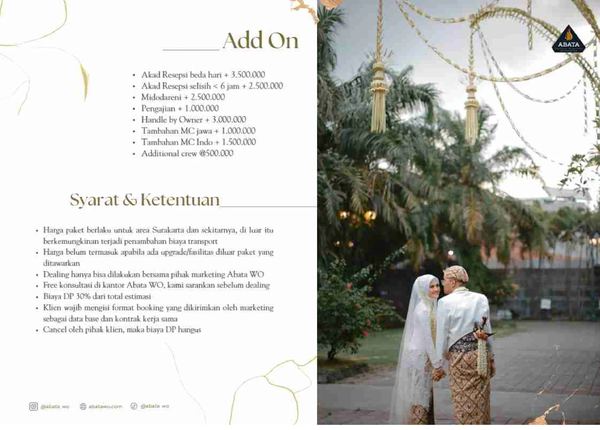 Add On
• Akad Resepsi beda hari + 3.500.000
• Akad Resepsi selisih < 6 jam + 2.500.000
• Midodareni + 2.500.000
• Pengajian + 1.000.000
• Handle by Owner + 3.000.000
• Tambahan MC jawa + 1.000.000
• Tambahan MC Indo + 1.500.000
• Additional crew @500.000
Syarat & Ketentuan
• Harga paket berlaku untuk area Surakarta dan sekitarnya, di luar itu
berkemungkinan terjadi penambahan biaya transport
• Harga belum termasuk apabila ada upgrade/fasilitas diluar paket yang
ditawarkan
• Dealing hanya bisa dilakukan bersama pihak marketing Abata WO
• Free konsultasi di kantor Abata WO, kami sarankan sebelum dealing
• Biaya DP 30% dari total estimasi
• Klien wajib mengisi format booking yang dikirimkan oleh marketing
sebagai data base dan kontrak kerja sama
• Cancel oleh pihak klien, maka biaya DP hangus
@abata wo
abatawo.com
@abata wo
ABATA